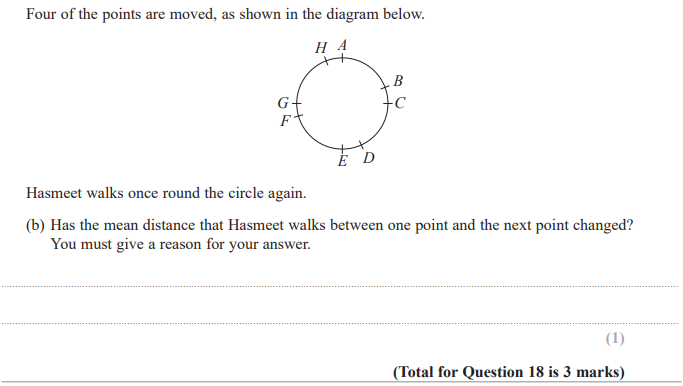 Four of the points are moved, as shown in the diagram below.
H A
B
G C
F
E D
Hasmeet walks once round the circle again.
(b) Has the mean distance that Hasmeet walks between one point and the next point changed?
You must give a reason for your answer.
(1)
(Total for Question 18 is 3 marks)